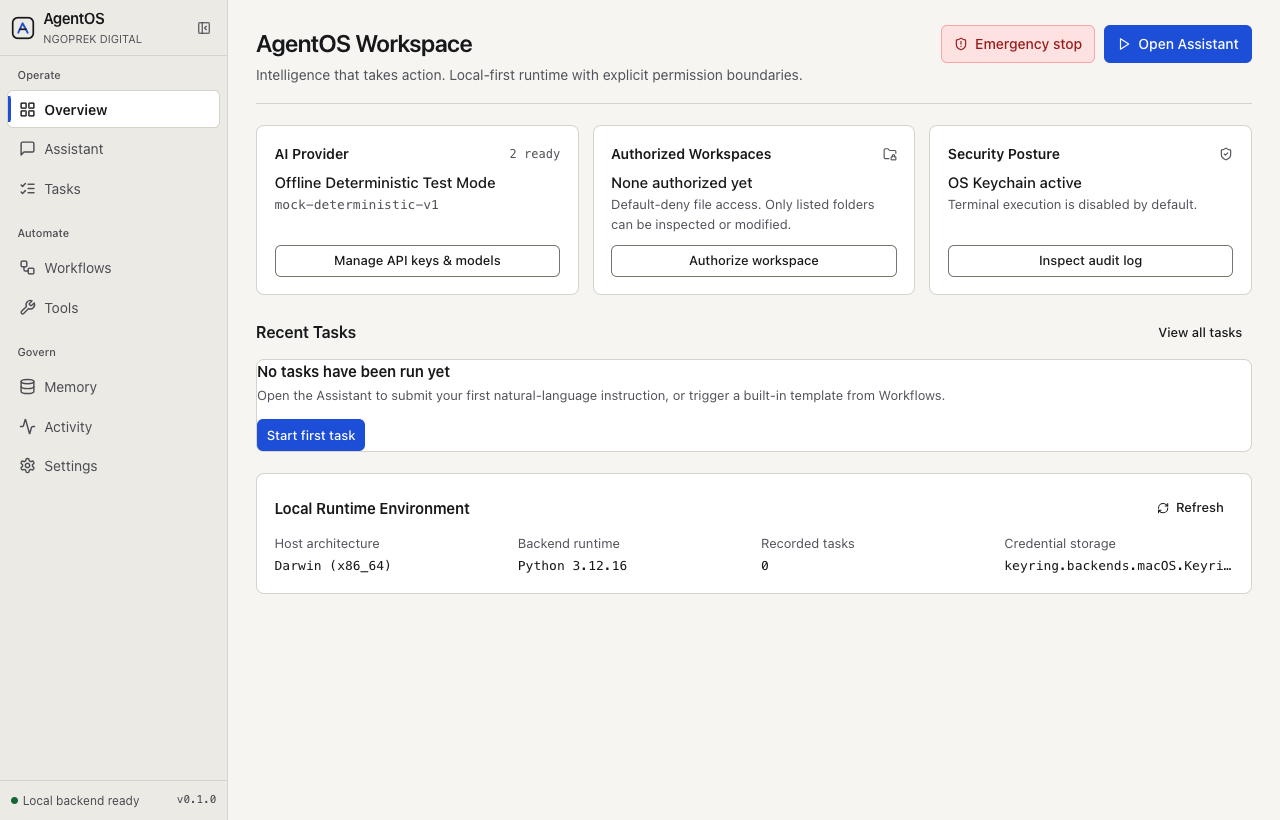 AgentOS
NGOPREK DIGITAL
Operate
Overview
Assistant
Tasks
Automate
Workflows
Tools
Govern
Memory
Activity
Settings
Local backend ready
v0.1.0
AgentOS Workspace
Intelligence that takes action. Local-first runtime with explicit permission boundaries.
Emergency stop
Open Assistant
AI Provider
2 ready
Offline Deterministic Test Mode
mock-deterministic-v1
Manage API keys & models
Authorized Workspaces
None authorized yet
Default-deny file access. Only listed folders
can be inspected or modified.
Authorize workspace
Security Posture
OS Keychain active
Terminal execution is disabled by default.
Inspect audit log
Recent Tasks
View all tasks
No tasks have been run yet
Open the Assistant to submit your first natural-language instruction, or trigger a built-in template from Workflows.
Start first task
Local Runtime Environment
Refresh
Host architecture
Darwin (x86_64)
Backend runtime
Python 3.12.16
Recorded tasks
0
Credential storage
keyring.backends.macOS.Keyri…